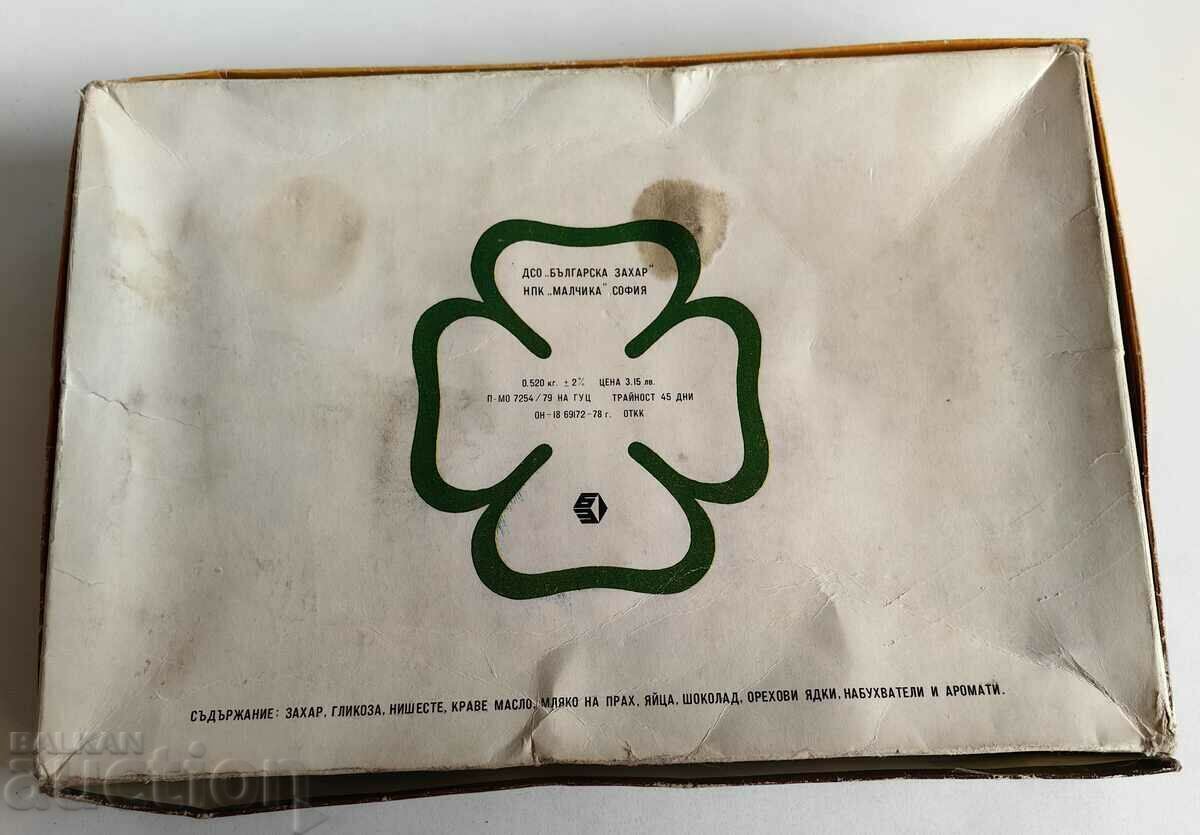 ДСО „БЪЛГАРСКА ЗАХАР"
НПК „МАЛЧИКА" СОФИЯ
0.520 кг. ± 2% ЦЕНА 3.15 лв.
П-МО 7254/79 НА ГУЦ ТРАЙНОСТ 45 ДНИ
ОН-18 69172-78 г. ОТКК
СЪДЪРЖАНИЕ: ЗАХАР, ГЛИКОЗА, НИШЕСТЕ, КРАВЕ МАСЛО, МЛЯКО НА ПРАХ, ЯЙЦА, ШОКОЛАД, ОРЕХОВИ ЯДКИ, НАБУХВАТЕЛИ И АРОМАТИ.
BALKAN
auction